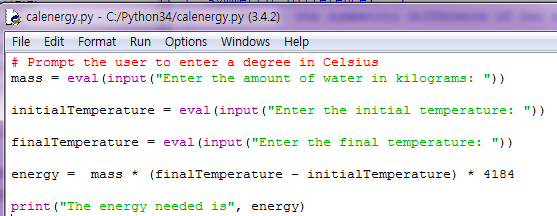 calenergy.py - C:/Python34/calenergy.py (3.4.2)
File Edit Format Run Options Windows Help
# Prompt the user to enter a degree in Celsius
mass = eval(input("Enter the amount of water in kilograms: "))
initialTemperature = eval(input("Enter the initial temperature: "))
finalTemperature = eval(input("Enter the final temperature: "))
energy =  mass * (finalTemperature - initialTemperature) * 4184
print("The energy needed is", energy)